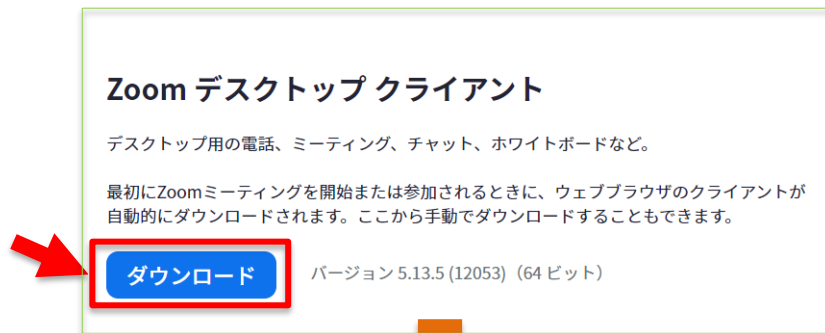 Zoom デスクトップ クライアント
デスクトップ用の電話、ミーティング、チャット、ホワイトボードなど。
最初にZoomミーティングを開始または参加されるときに、ウェブブラウザのクライアントが
自動的にダウンロードされます。ここから手動でダウンロードすることもできます。
ダウンロード バージョン 5.13.5 (12053)（64 ビット）